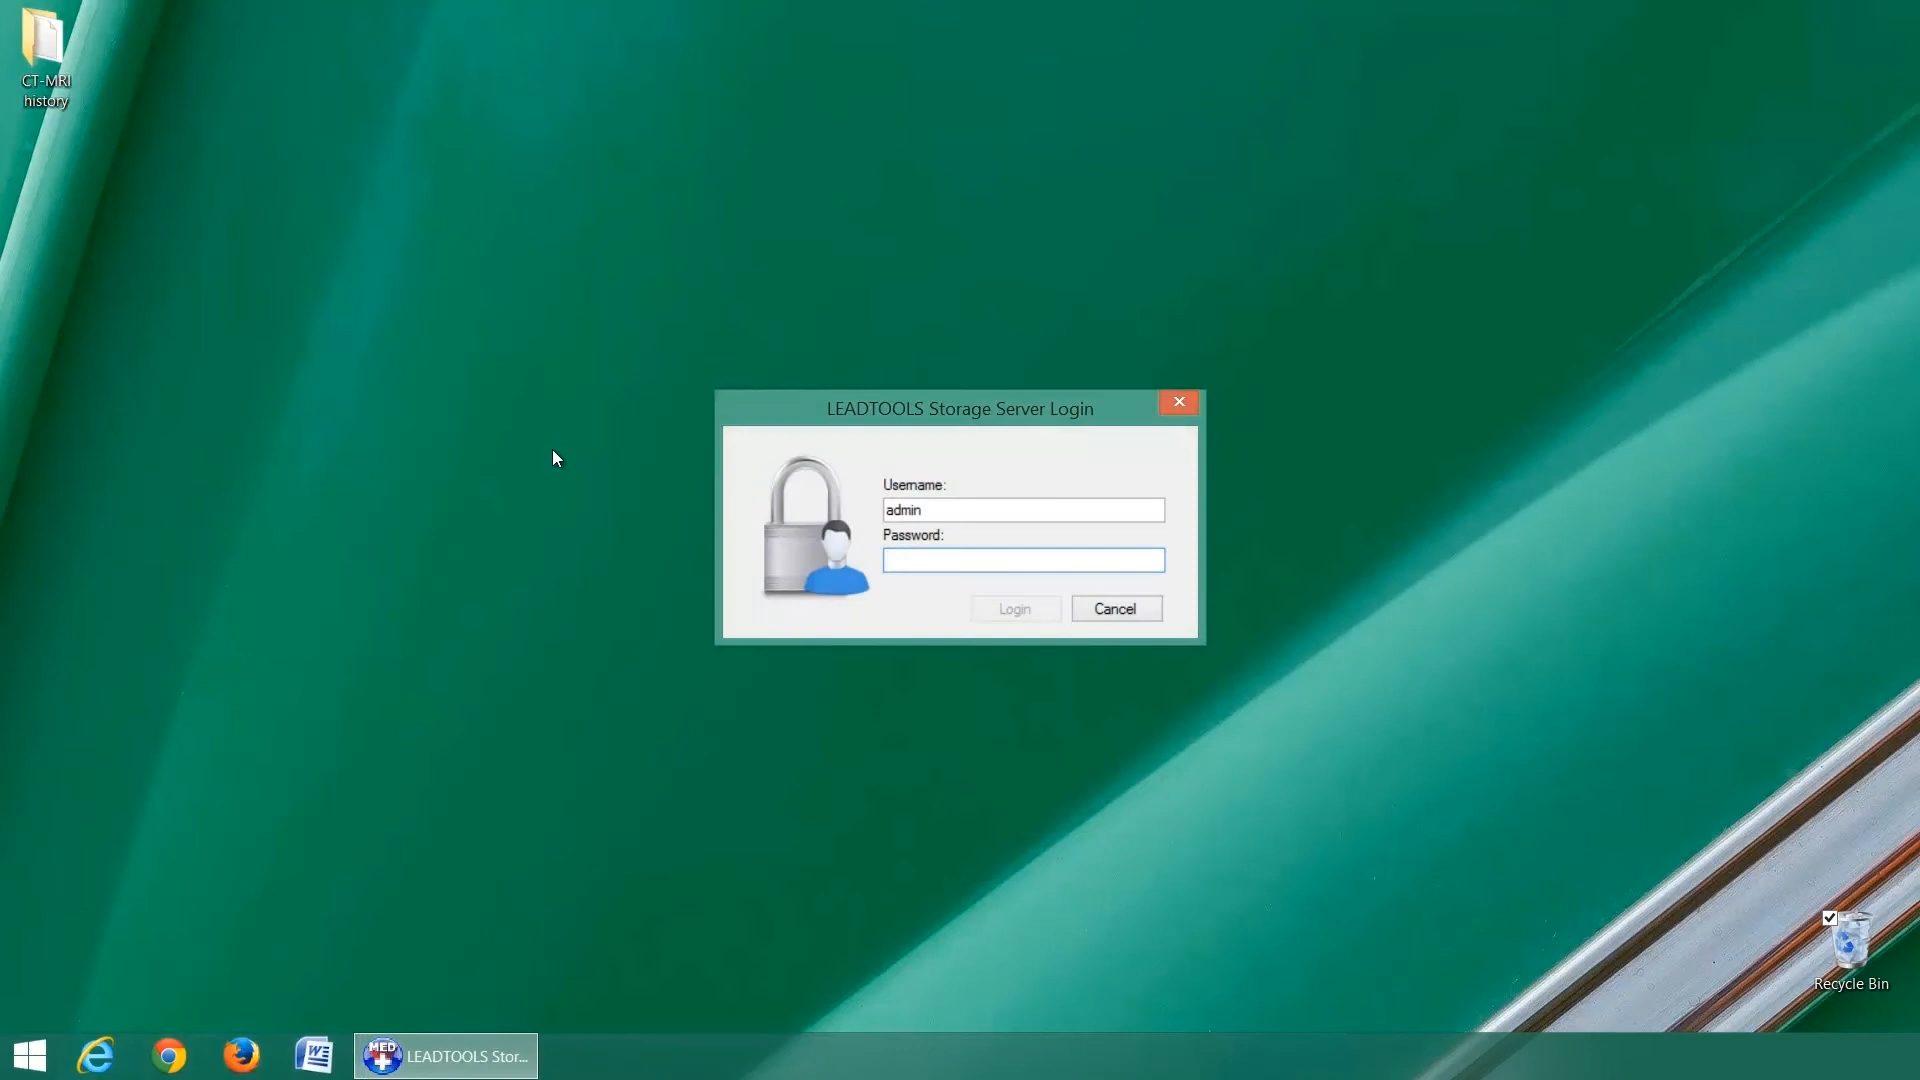 CT-MRI
history
LEADTOOLS Storage Server Login
Username:
admin
Password:
Login
Cancel
Recycle Bin
MED
LEADTOOLS Stor...